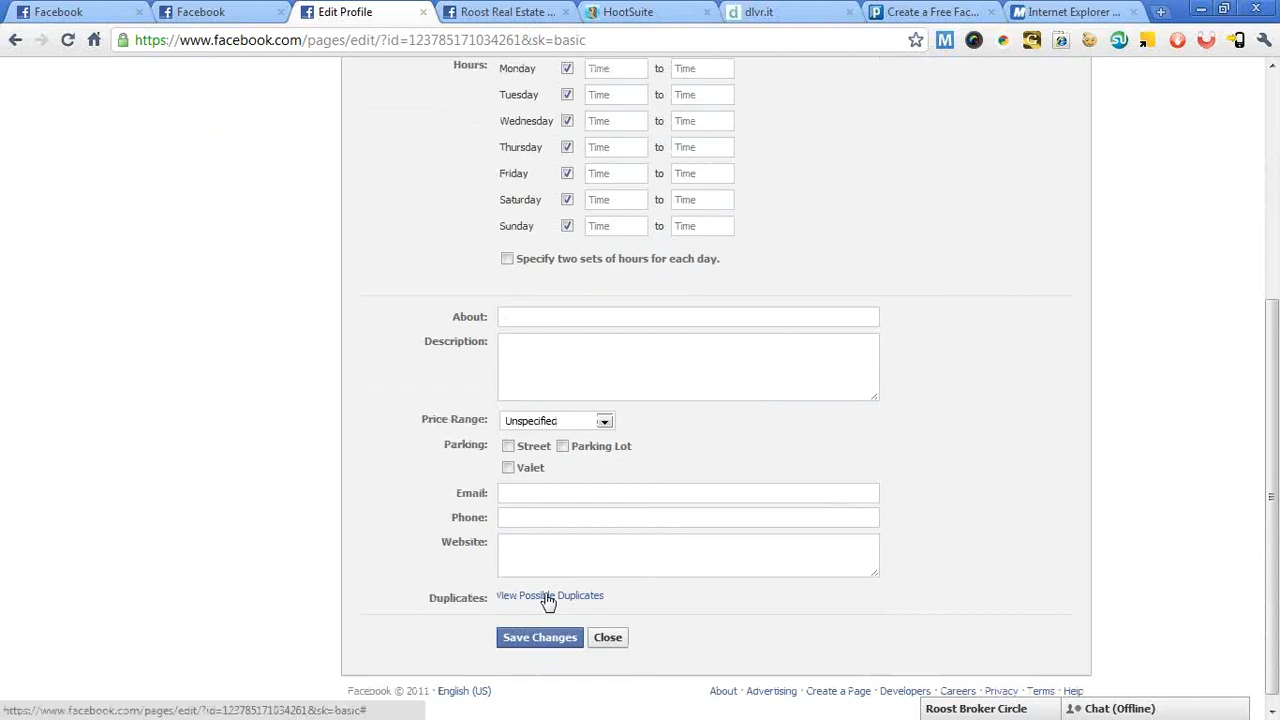 Facebook
Facebook
Edit Profile
Roost Real Estate ...
HootSuite
dlvr.it
Create a Free Fac...
Internet Explorer ...
https://www.facebook.com/pages/edit/?id=123785171034261&sk=basic
Hours:
Monday Time to Time
Tuesday Time to Time
Wednesday Time to Time
Thursday Time to Time
Friday Time to Time
Saturday Time to Time
Sunday Time to Time
Specify two sets of hours for each day.
About:
Description:
Price Range: Unspecified
Parking: Street Parking Lot
Valet
Email:
Phone:
Website:
Duplicates: View Possible Duplicates
Save Changes Close
Facebook © 2011 · English (US)
About · Advertising · Create a Page · Developers · Careers · Privacy · Terms · Help
https://www.facebook.com/pages/edit/?id=123785171034261&sk=basic#
Roost Broker Circle
Chat (Offline)